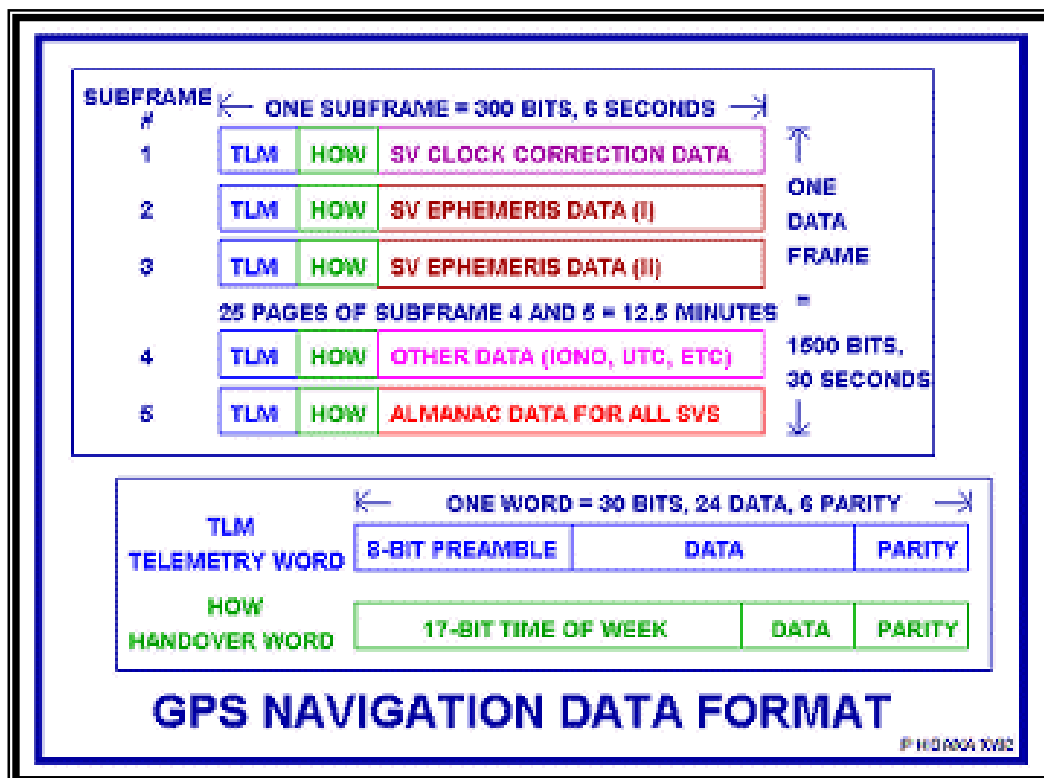 SUBFRAME #
ONE SUBFRAME = 300 BITS, 6 SECONDS
1 TLM HOW SV CLOCK CORRECTION DATA
2 TLM HOW SV EPHEMERIS DATA (I)
3 TLM HOW SV EPHEMERIS DATA (II)
25 PAGES OF SUBFRAME 4 AND 5 = 12.5 MINUTES
4 TLM HOW OTHER DATA (IONO, UTC, ETC)
5 TLM HOW ALMANAC DATA FOR ALL SVS
ONE
DATA
FRAME
=
1500 BITS,
30 SECONDS
ONE WORD = 30 BITS, 24 DATA, 6 PARITY
TLM
TELEMETRY WORD
8-BIT PREAMBLE DATA PARITY
HOW
HANDOVER WORD
17-BIT TIME OF WEEK DATA PARITY
GPS NAVIGATION DATA FORMAT